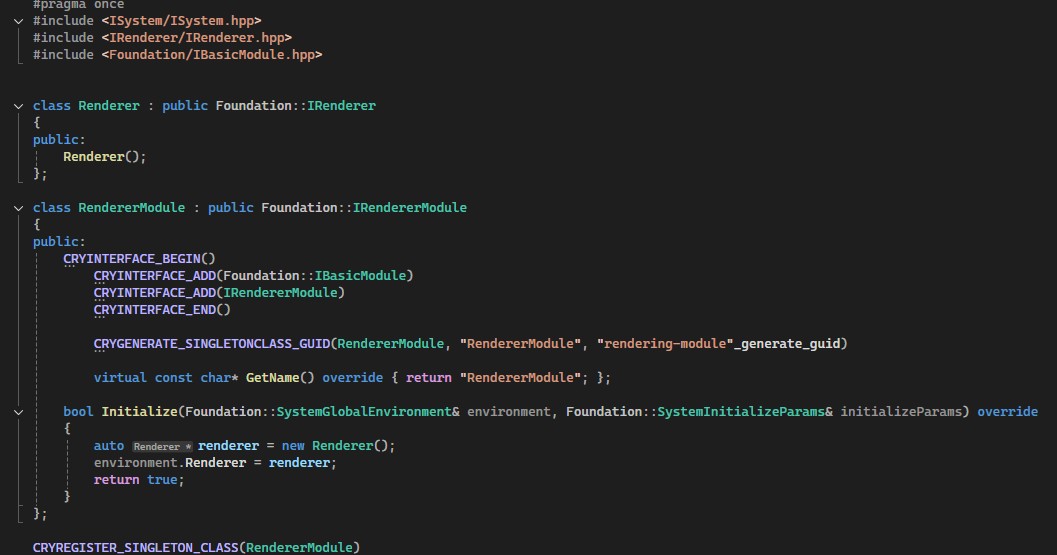 #pragma once
#include <ISystem/ISystem.hpp>
#include <IRenderer/IRenderer.hpp>
#include <Foundation/IBasicModule.hpp>
class Renderer : public Foundation::IRenderer
{
public:
Renderer();
};
class RendererModule : public Foundation::IRendererModule
{
public:
CRYINTERFACE_BEGIN()
CRYINTERFACE_ADD(Foundation::IBasicModule)
CRYINTERFACE_ADD(IRendererModule)
CRYINTERFACE_END()
CRYGENERATE_SINGLETONCLASS_GUID(RendererModule, "RendererModule", "rendering-module"_generate_guid)
virtual const char* GetName() override { return "RendererModule"; };
bool Initialize(Foundation::SystemGlobalEnvironment& environment, Foundation::SystemInitializeParams& initializeParams) override
{
auto Renderer * renderer = new Renderer();
environment.Renderer = renderer;
return true;
}
};
CRYREGISTER_SINGLETON_CLASS(RendererModule)